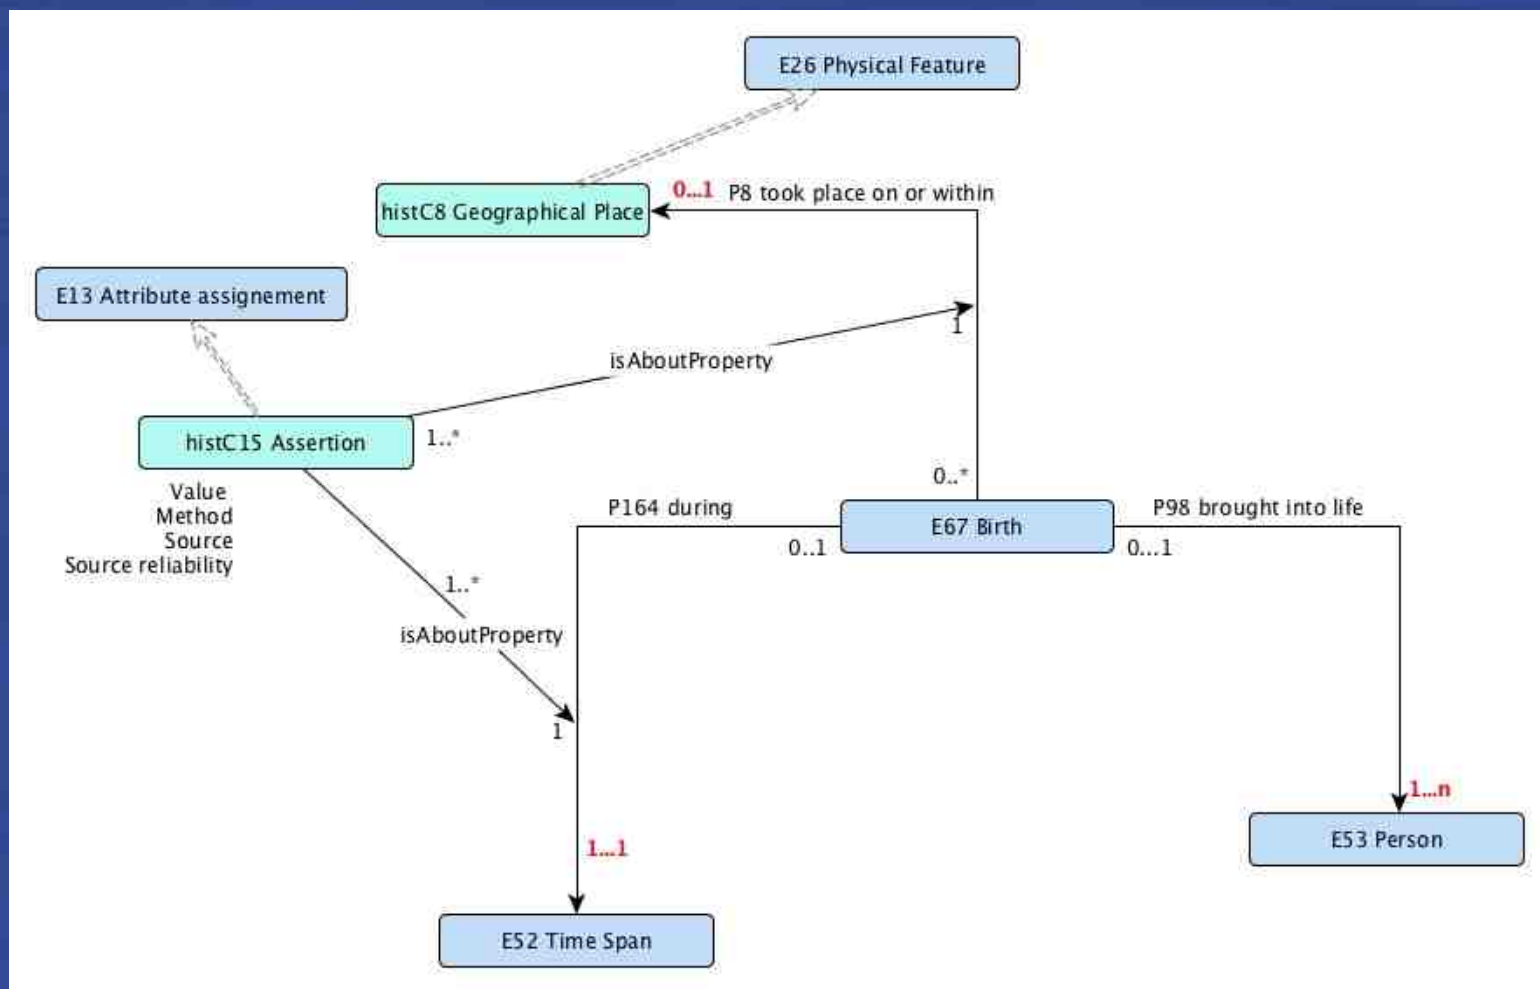 E26 Physical Feature
0...1 P8 took place on or within
histC8 Geographical Place
E13 Attribute assignement
1
isAboutProperty
histC15 Assertion
1..*
0..*
Value
Method
Source
Source reliability
P164 during
E67 Birth
P98 brought into life
0..1
0...1
1..*
isAboutProperty
1
1...n
1...1
E53 Person
E52 Time Span